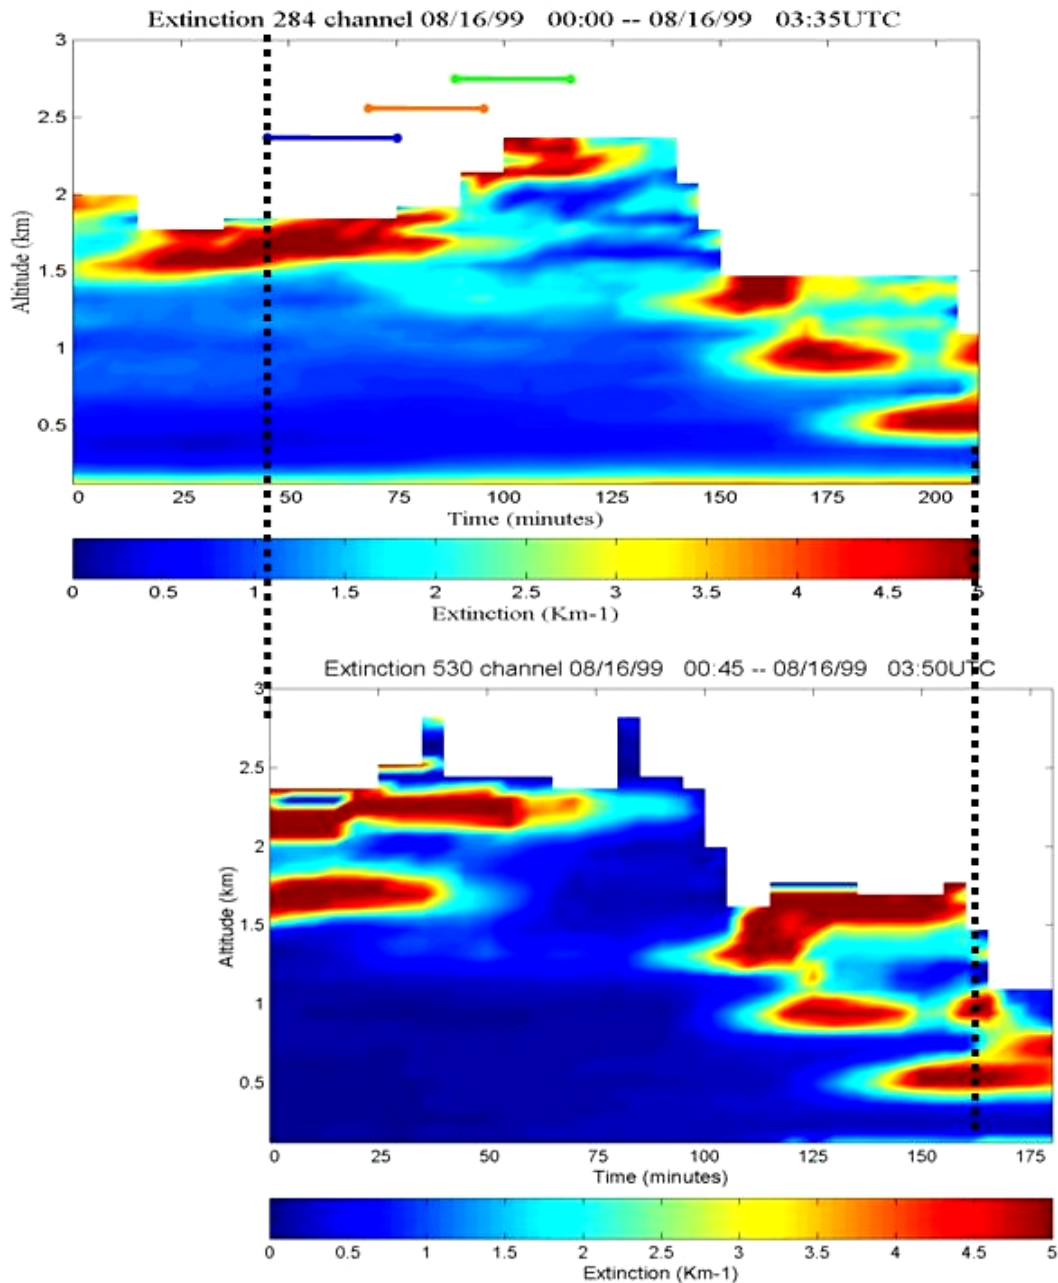 Extinction 284 channel 08/16/99 00:00 -- 08/16/99 03:35UTC
3
2.5
2
1.5
1
0.5
Altitude (km)
0 25 50 75 100 125 150 175 200
Time (minutes)
0 0.5 1 1.5 2 2.5 3 3.5 4 4.5 5
Extinction (Km-1)
Extinction 530 channel 08/16/99 00:45 -- 08/16/99 03:50UTC
3
2.5
2
1.5
1
0.5
Altitude (km)
0 25 50 75 100 125 150 175
Time (minutes)
0 0.5 1 1.5 2 2.5 3 3.5 4 4.5 5
Extinction (Km-1)